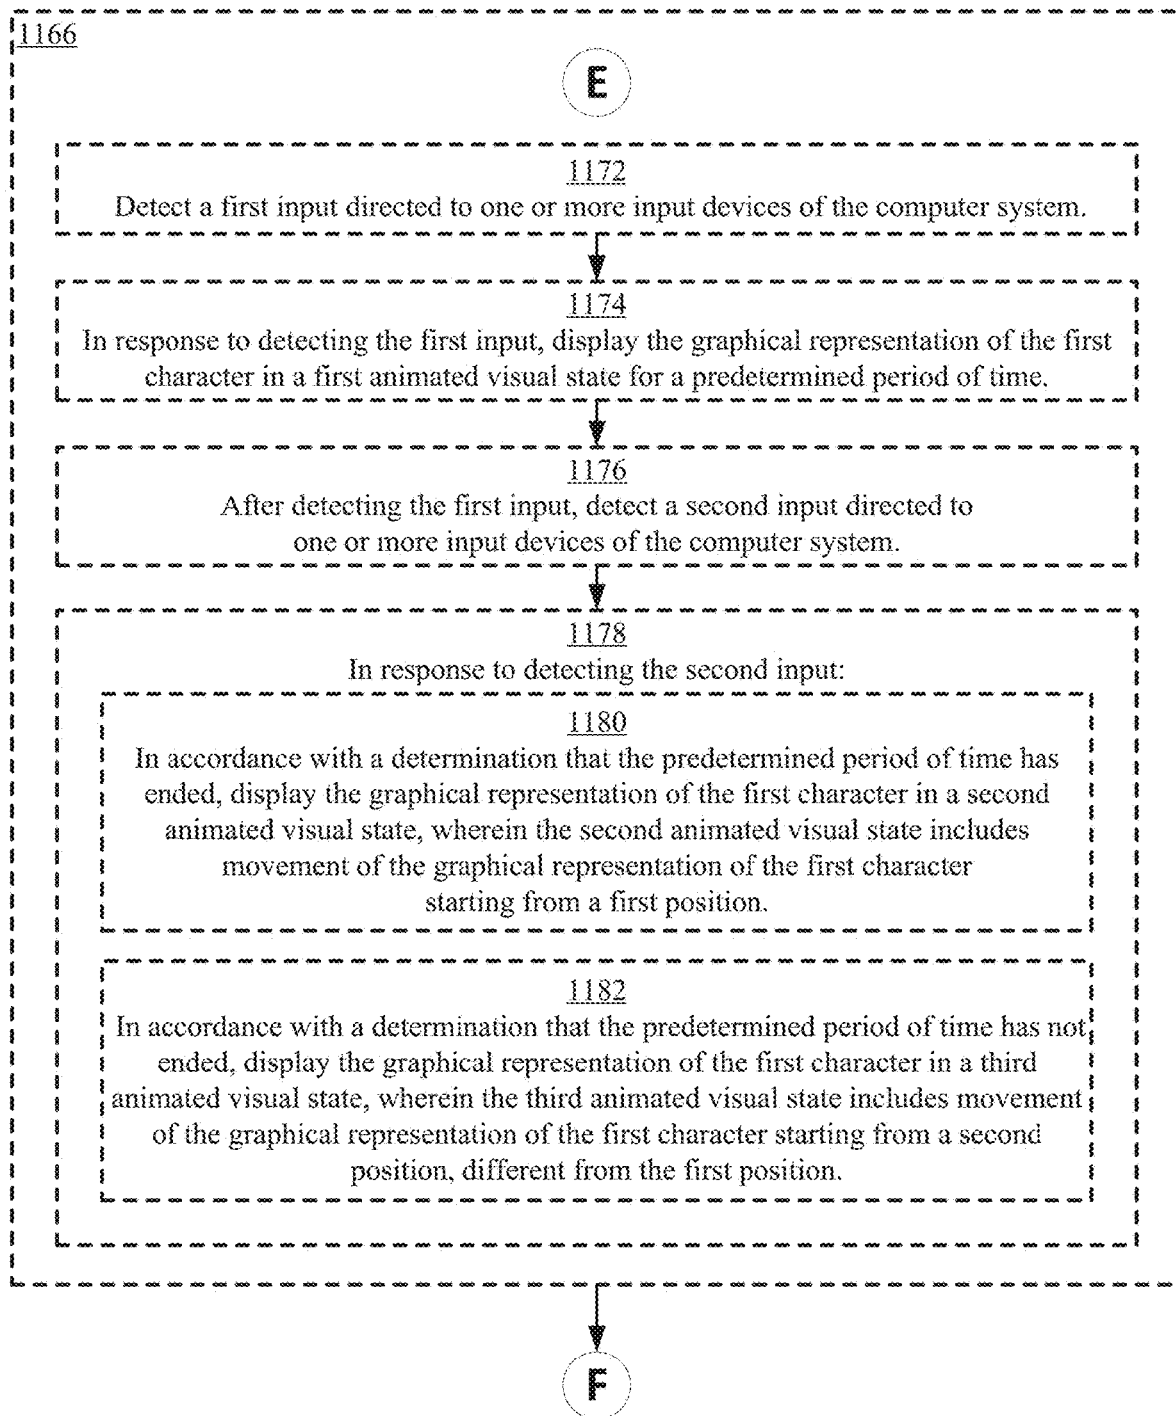 1166
E
1172
Detect a first input directed to one or more input devices of the computer system.
1174
In response to detecting the first input, display the graphical representation of the first
character in a first animated visual state for a predetermined period of time.
1176
After detecting the first input, detect a second input directed to
one or more input devices of the computer system.
1178
In response to detecting the second input:
1180
In accordance with a determination that the predetermined period of time has
ended, display the graphical representation of the first character in a second
animated visual state, wherein the second animated visual state includes
movement of the graphical representation of the first character
starting from a first position.
1182
In accordance with a determination that the predetermined period of time has not
ended, display the graphical representation of the first character in a third
animated visual state, wherein the third animated visual state includes movement
of the graphical representation of the first character starting from a second
position, different from the first position.
F